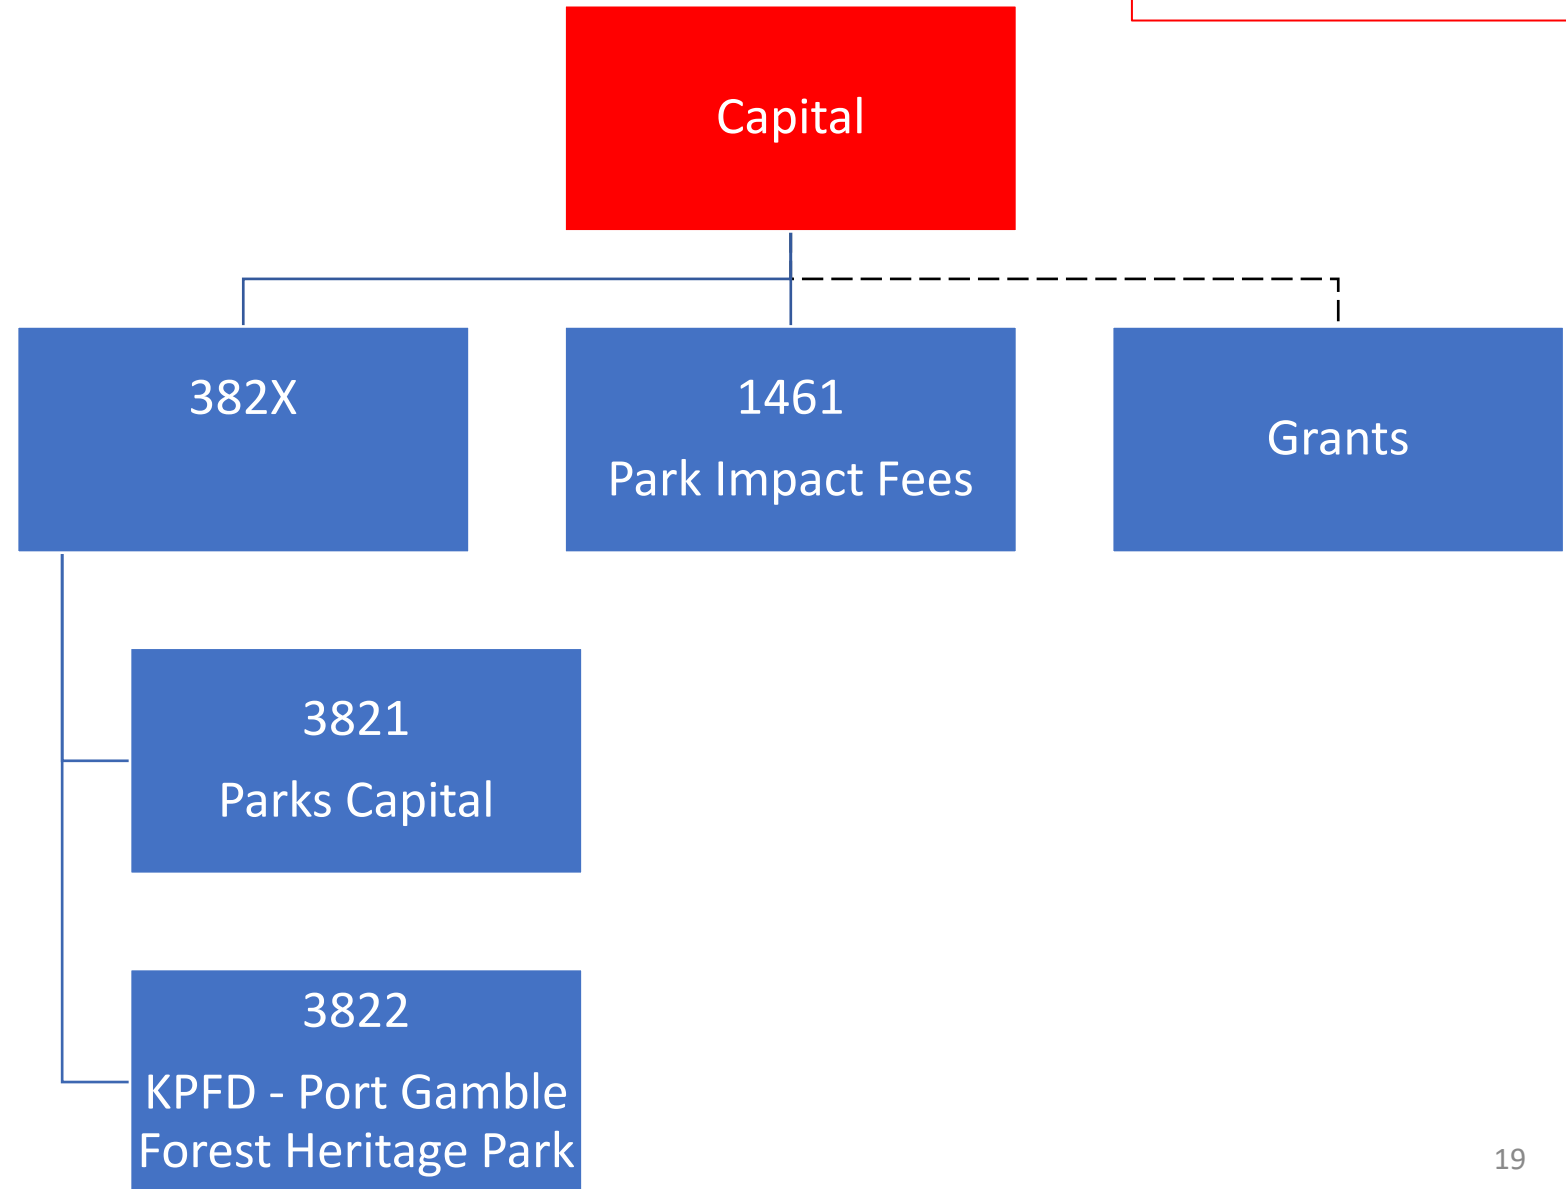 Capital
382X
1461
Park Impact Fees
Grants
3821
Parks Capital
3822
KPFD - Port Gamble
Forest Heritage Park
19